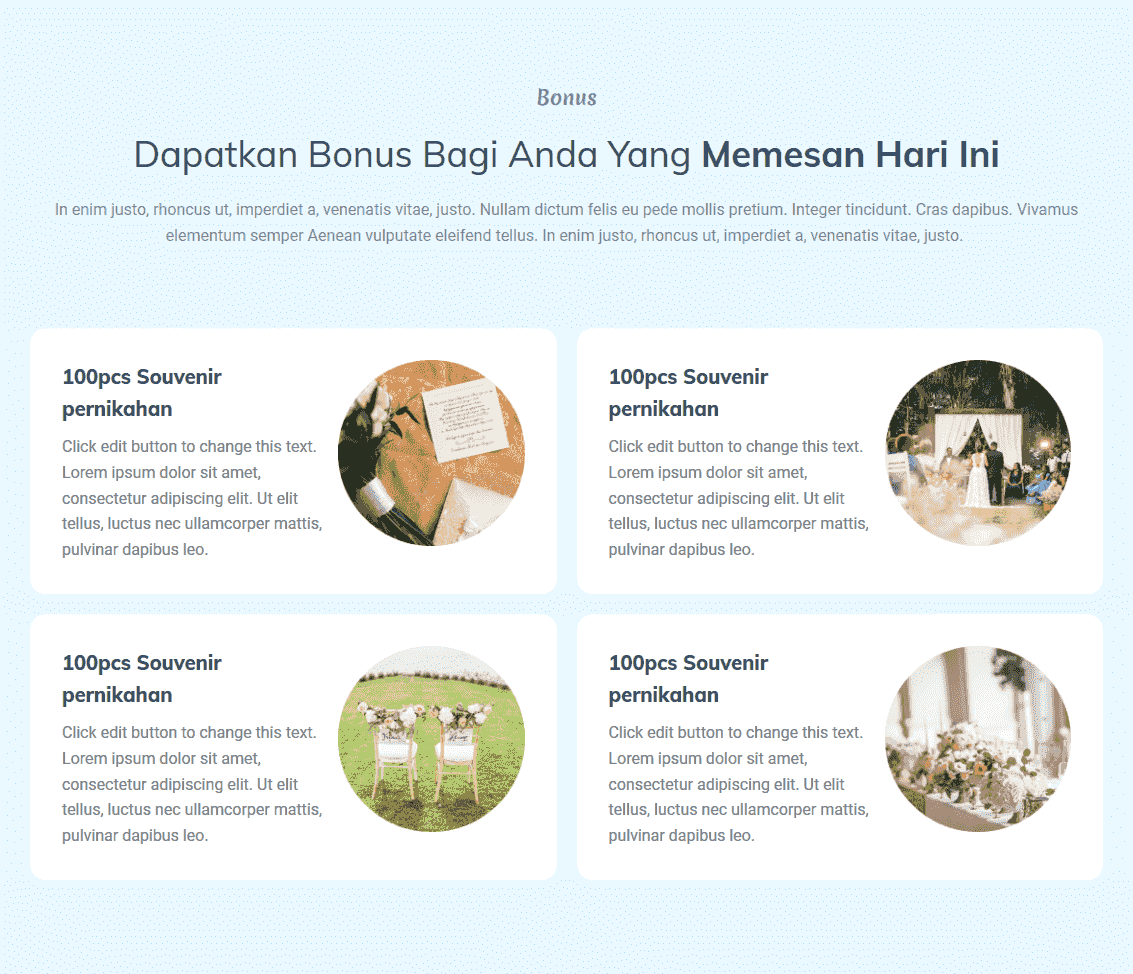 Bonus
Dapatkan Bonus Bagi Anda Yang Memesan Hari Ini
In enim justo, rhoncus ut, imperdiet a, venenatis vitae, justo. Nullam dictum felis eu pede mollis pretium. Integer tincidunt. Cras dapibus. Vivamus
elementum semper Aenean vulputate eleifend tellus. In enim justo, rhoncus ut, imperdiet a, venenatis vitae, justo.
100pcs Souvenir
pernikahan
Click edit button to change this text.
Lorem ipsum dolor sit amet,
consectetur adipiscing elit. Ut elit
tellus, luctus nec ullamcorper mattis,
pulvinar dapibus leo.
100pcs Souvenir
pernikahan
Click edit button to change this text.
Lorem ipsum dolor sit amet,
consectetur adipiscing elit. Ut elit
tellus, luctus nec ullamcorper mattis,
pulvinar dapibus leo.
100pcs Souvenir
pernikahan
Click edit button to change this text.
Lorem ipsum dolor sit amet,
consectetur adipiscing elit. Ut elit
tellus, luctus nec ullamcorper mattis,
pulvinar dapibus leo.
100pcs Souvenir
pernikahan
Click edit button to change this text.
Lorem ipsum dolor sit amet,
consectetur adipiscing elit. Ut elit
tellus, luctus nec ullamcorper mattis,
pulvinar dapibus leo.